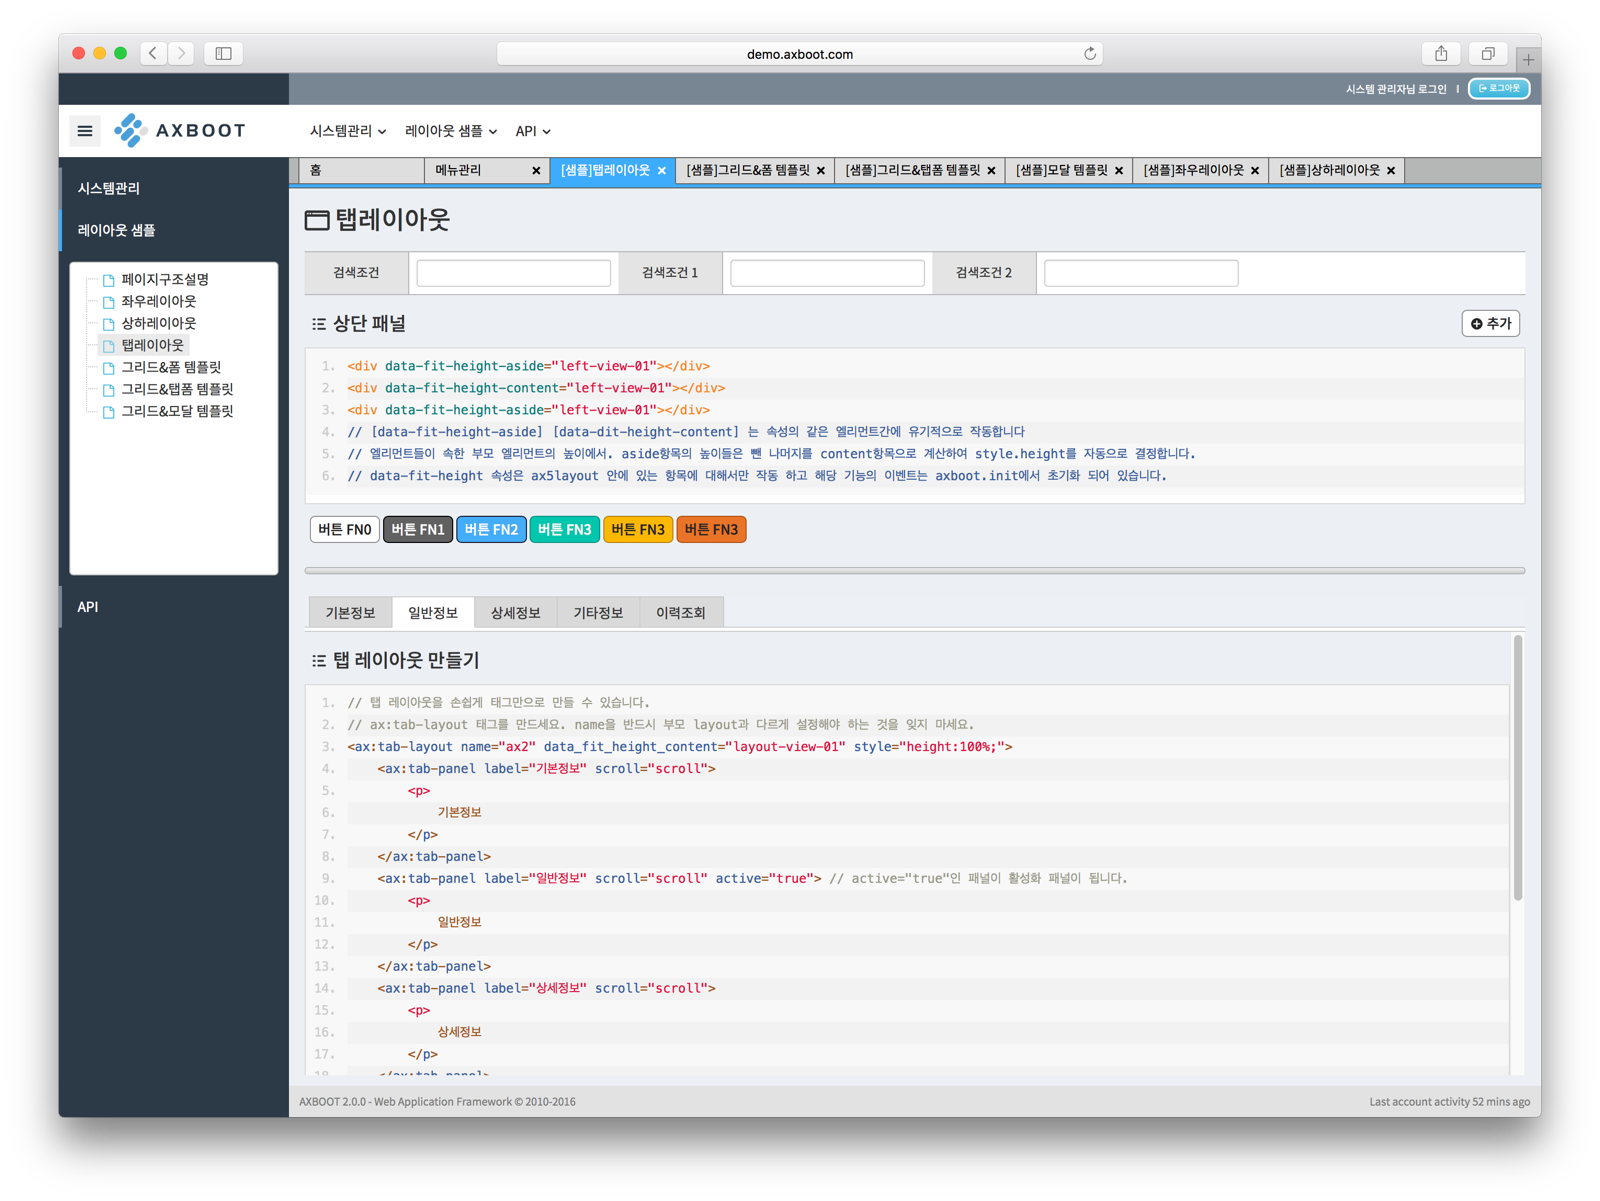 demo.axboot.com
시스템 관리자님 로그인 | 로그아웃
AXBOOT 시스템관리 레이아웃 샘플 API
홈 메뉴관리 [샘플]탭레이아웃 [샘플]그리드&폼 템플릿 [샘플]그리드&탭폼 템플릿 [샘플]모달 템플릿 [샘플]좌우레이아웃 [샘플]상하레이아웃
시스템관리
레이아웃 샘플
페이지구조설명
좌우레이아웃
상하레이아웃
탭레이아웃
그리드&폼 템플릿
그리드&탭폼 템플릿
그리드&모달 템플릿
API
탭레이아웃
검색조건 검색조건 1 검색조건 2
상단 패널 추가
1. <div data-fit-height-aside="left-view-01"></div>
2. <div data-fit-height-content="left-view-01"></div>
3. <div data-fit-height-aside="left-view-01"></div>
4. // [data-fit-height-aside] [data-dit-height-content] 는 속성의 같은 엘리먼트간에 유기적으로 작동합니다
5. // 엘리먼트들이 속한 부모 엘리먼트의 높이에서. aside항목의 높이들은 뺀 나머지를 content항목으로 계산하여 style.height를 자동으로 결정합니다.
6. // data-fit-height 속성은 ax5layout 안에 있는 항목에 대해서만 작동 하고 해당 기능의 이벤트는 axboot.init에서 초기화 되어 있습니다.
버튼 FN0 버튼 FN1 버튼 FN2 버튼 FN3 버튼 FN3 버튼 FN3
기본정보 일반정보 상세정보 기타정보 이력조회
탭 레이아웃 만들기
1. // 탭 레이아웃을 손쉽게 태그만으로 만들 수 있습니다.
2. // ax:tab-layout 태그를 만드세요. name을 반드시 부모 layout과 다르게 설정해야 하는 것을 잊지 마세요.
3. <ax:tab-layout name="ax2" data_fit_height_content="layout-view-01" style="height:100%;">
4. <ax:tab-panel label="기본정보" scroll="scroll">
5. <p>
6. 기본정보
7. </p>
8. </ax:tab-panel>
9. <ax:tab-panel label="일반정보" scroll="scroll" active="true"> // active="true"인 패널이 활성화 패널이 됩니다.
10. <p>
11. 일반정보
12. </p>
13. </ax:tab-panel>
14. <ax:tab-panel label="상세정보" scroll="scroll">
15. <p>
16. 상세정보
17. </p>
18. </ax:tab-panel>
AXBOOT 2.0.0 - Web Application Framework © 2010-2016 Last account activity 52 mins ago